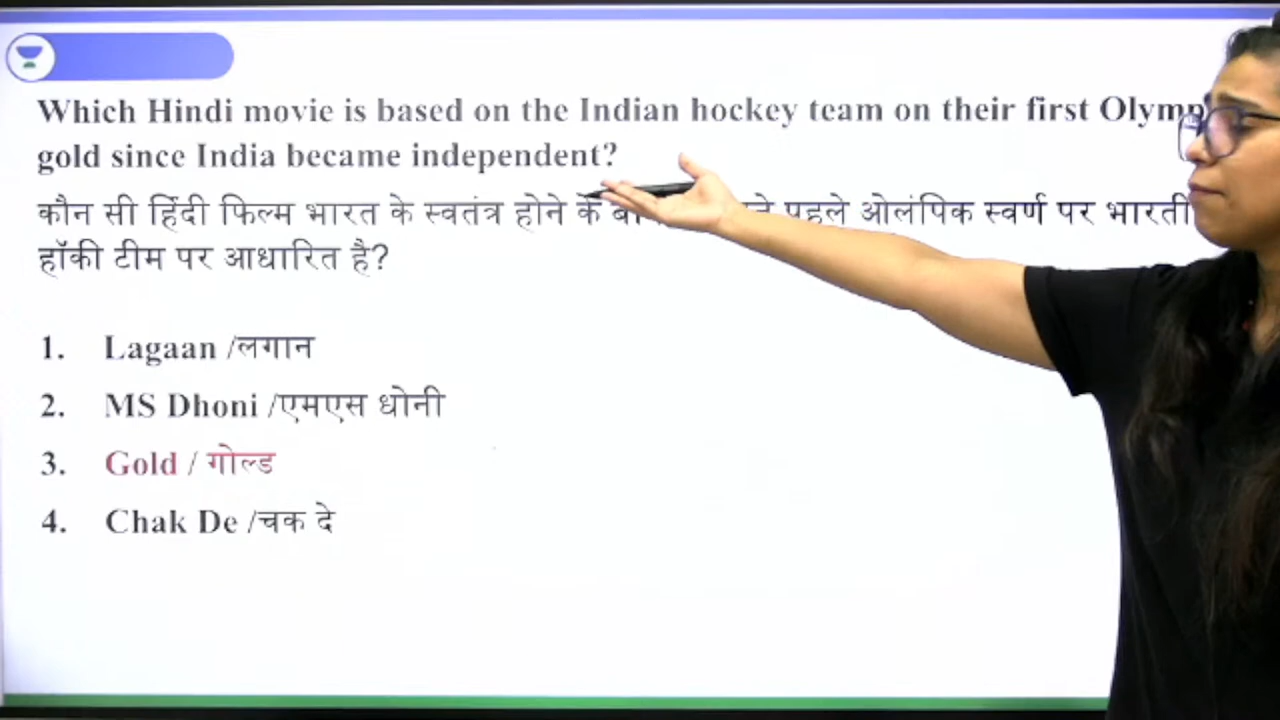 Which Hindi movie is based on the Indian hockey team on their first
gold since India became independent?
कौन सी हिंदी फिल्म भारत के स्वतंत्र होने के पहले ओलंपिक स्वर्ण पर
हॉकी टीम पर आधारित है?
1. Lagaan /लगान
2. MS Dhoni /एमएस धोनी
3. Gold / गोल्ड
4. Chak De /चक दे